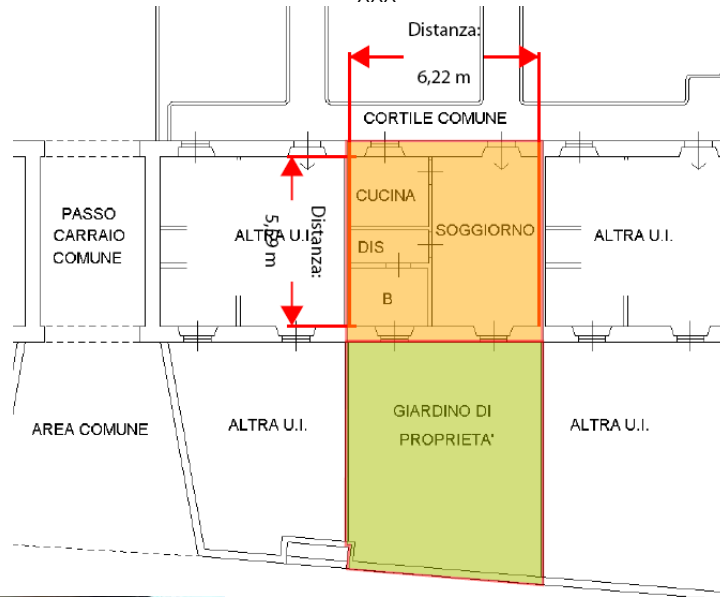 Distanza:
6,22 m
CORTILE COMUNE
PASSO
CARRAIO
COMUNE
ALTRA U.I.
Distanza:
CUCINA
DIS
B
SOGGIORNO
ALTRA U.I.
AREA COMUNE
ALTRA U.I.
GIARDINO DI
PROPRIETA'
ALTRA U.I.